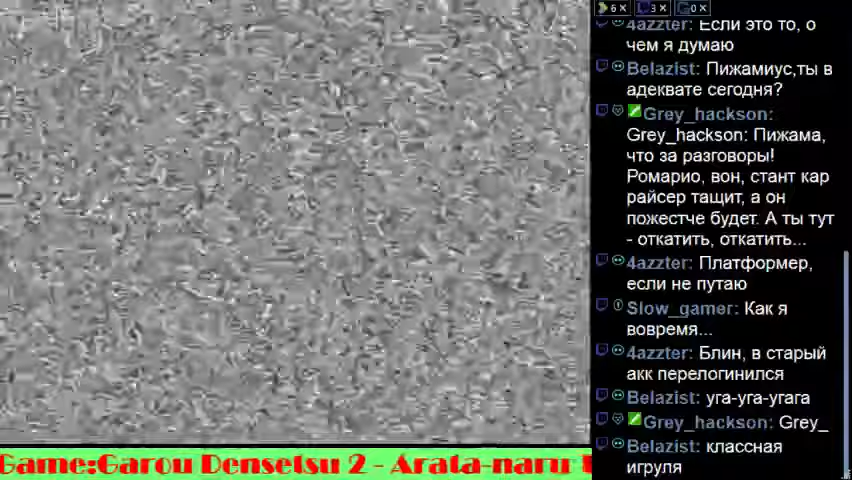 6 × 3 × 0 ×
4azzter: Если это то, о
чем я думаю
Belazist: Пижамиус,ты в
адеквате сегодня?
Grey_hackson:
Grey_hackson: Пижама,
что за разговоры!
Ромарио, вон, стант кар
райсер тащит, а он
пожестче будет. А ты тут
- откатить, откатить...
4azzter: Платформер,
если не путаю
Slow_gamer: Как я
вовремя...
4azzter: Блин, в старый
акк перелогинился
Belazist: уга-уга-угага
Grey_hackson: Grey_
Belazist: классная
игруля
Game:Garou Densetsu 2 - Arata-naru